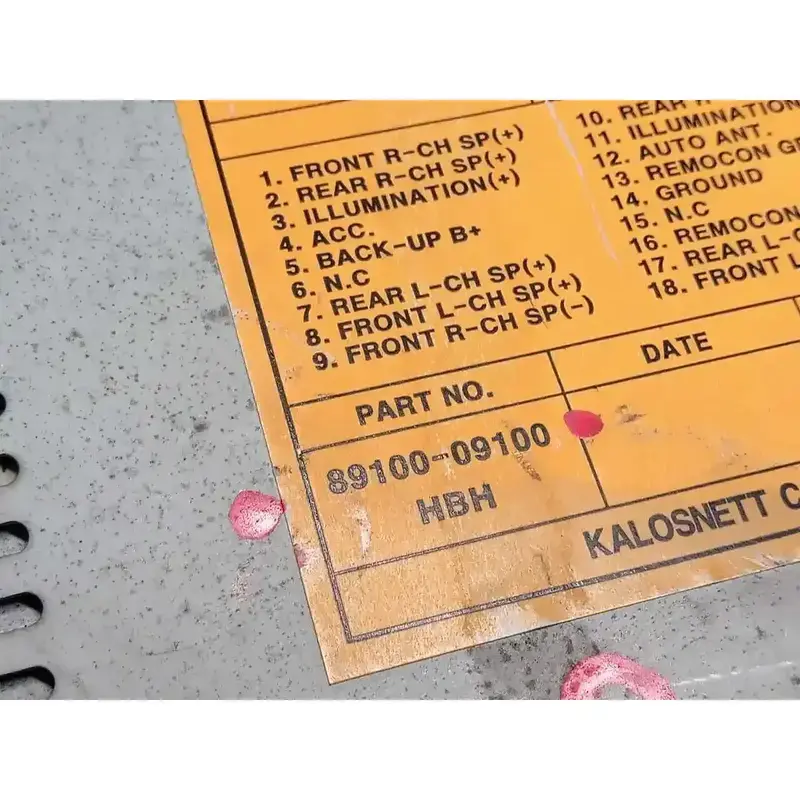 1. FRONT R-CH SP(+)
2. REAR R-CH SP(+)
3. ILLUMINATION(+)
4. ACC.
5. BACK-UP B+
6. N.C
7. REAR L-CH SP(+)
8. FRONT L-CH SP(+)
9. FRONT R-CH SP(-)
10. REAR
11. ILLUMINATION
12. AUTO ANT.
13. REMOCON
14. GROUND
15. N.C
16. REMOCON
17. REAR L-C
18. FRONT L
PART NO.
DATE
89100-09100
HBH
KALOSNETT C